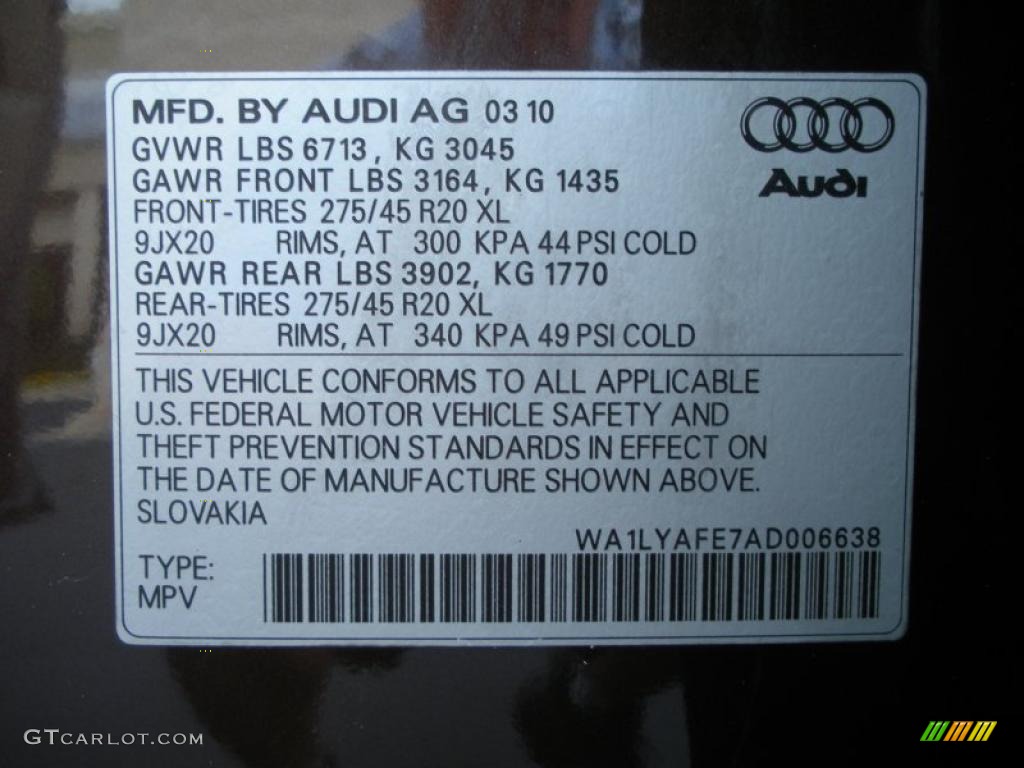 MFD. BY AUDI AG 03 10
GVWR LBS 6713, KG 3045
GAWR FRONT LBS 3164, KG 1435
FRONT-TIRES 275/45 R20 XL
9JX20 RIMS, AT 300 KPA 44 PSI COLD
GAWR REAR LBS 3902, KG 1770
REAR-TIRES 275/45 R20 XL
9JX20 RIMS, AT 340 KPA 49 PSI COLD
Audi
THIS VEHICLE CONFORMS TO ALL APPLICABLE
U.S. FEDERAL MOTOR VEHICLE SAFETY AND
THEFT PREVENTION STANDARDS IN EFFECT ON
THE DATE OF MANUFACTURE SHOWN ABOVE.
SLOVAKIA
WA1LYAFE7AD006638
TYPE:
MPV
GTCARLOT.COM